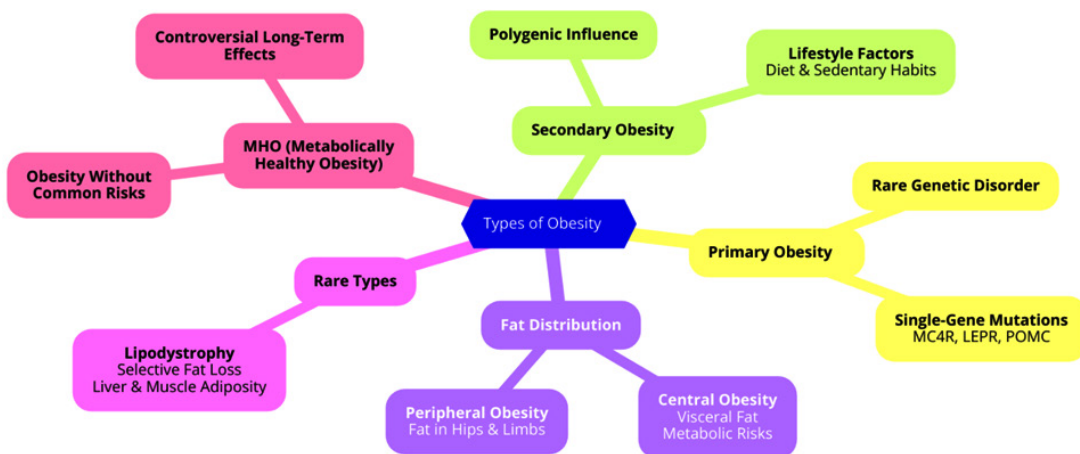 Controversial Long-Term
Effects
MHO (Metabolically
Healthy Obesity)
Obesity Without
Common Risks
Polygenic Influence
Lifestyle Factors
Diet & Sedentary Habits
Secondary Obesity
Types of Obesity
Rare Genetic Disorder
Primary Obesity
Single-Gene Mutations
MC4R, LEPR, POMC
Rare Types
Lipodystrophy
Selective Fat Loss
Liver & Muscle Adiposity
Fat Distribution
Peripheral Obesity
Fat in Hips & Limbs
Central Obesity
Visceral Fat
Metabolic Risks